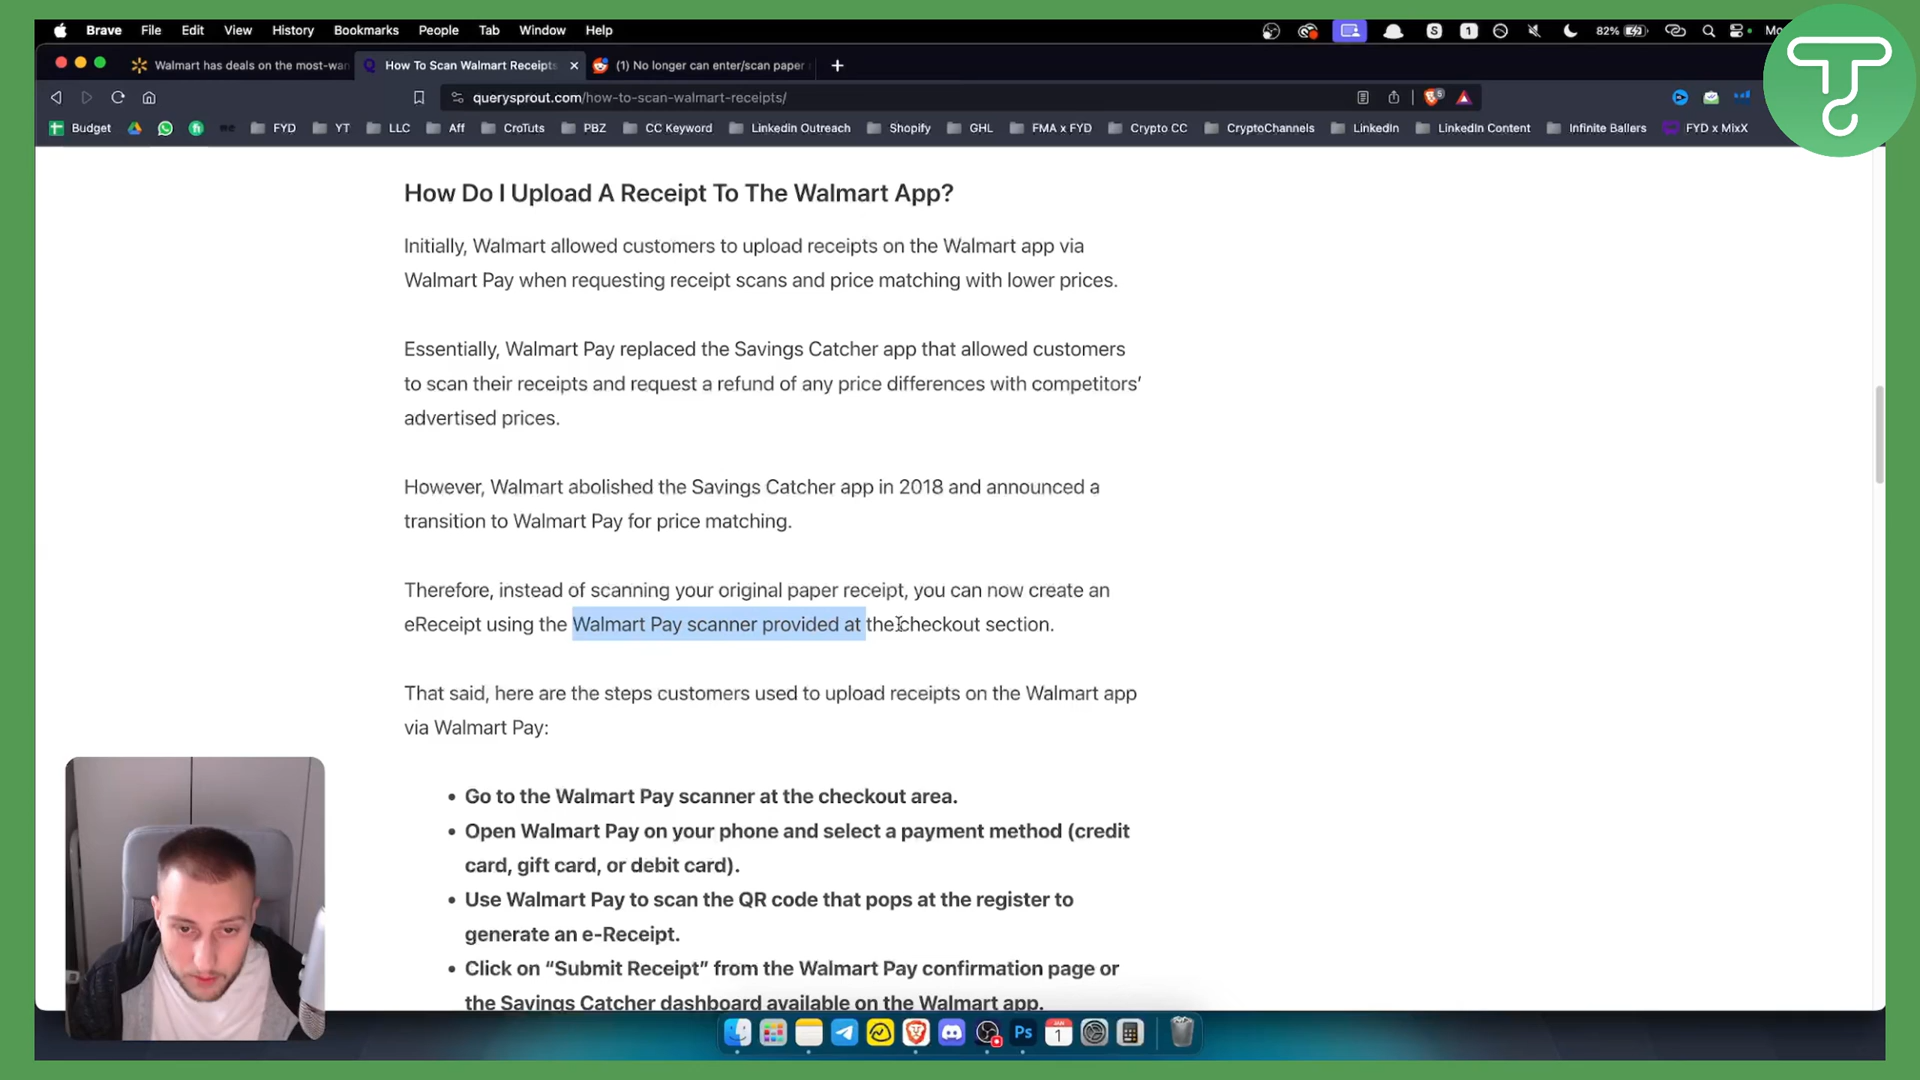 Brave File Edit View History Bookmarks People Tab Window Help 82%
Walmart has deals on the most-wan
How To Scan Walmart Receipts
(1) No longer can enter/scan paper
querysprout.com/how-to-scan-walmart-receipts/
Budget FYD YT LLC Aff CroTuts PBZ CC Keyword Linkedin Outreach Shopify GHL FMA x FYD Crypto CC CryptoChannels LinkedIn LinkedIn Content Infinite Ballers FYD x MixX
How Do I Upload A Receipt To The Walmart App?
Initially, Walmart allowed customers to upload receipts on the Walmart app via
Walmart Pay when requesting receipt scans and price matching with lower prices.
Essentially, Walmart Pay replaced the Savings Catcher app that allowed customers
to scan their receipts and request a refund of any price differences with competitors’
advertised prices.
However, Walmart abolished the Savings Catcher app in 2018 and announced a
transition to Walmart Pay for price matching.
Therefore, instead of scanning your original paper receipt, you can now create an
eReceipt using the Walmart Pay scanner provided at the checkout section.
That said, here are the steps customers used to upload receipts on the Walmart app
via Walmart Pay:
• Go to the Walmart Pay scanner at the checkout area.
• Open Walmart Pay on your phone and select a payment method (credit
card, gift card, or debit card).
• Use Walmart Pay to scan the QR code that pops at the register to
generate an e-Receipt.
• Click on “Submit Receipt” from the Walmart Pay confirmation page or
the Savings Catcher dashboard available on the Walmart app.